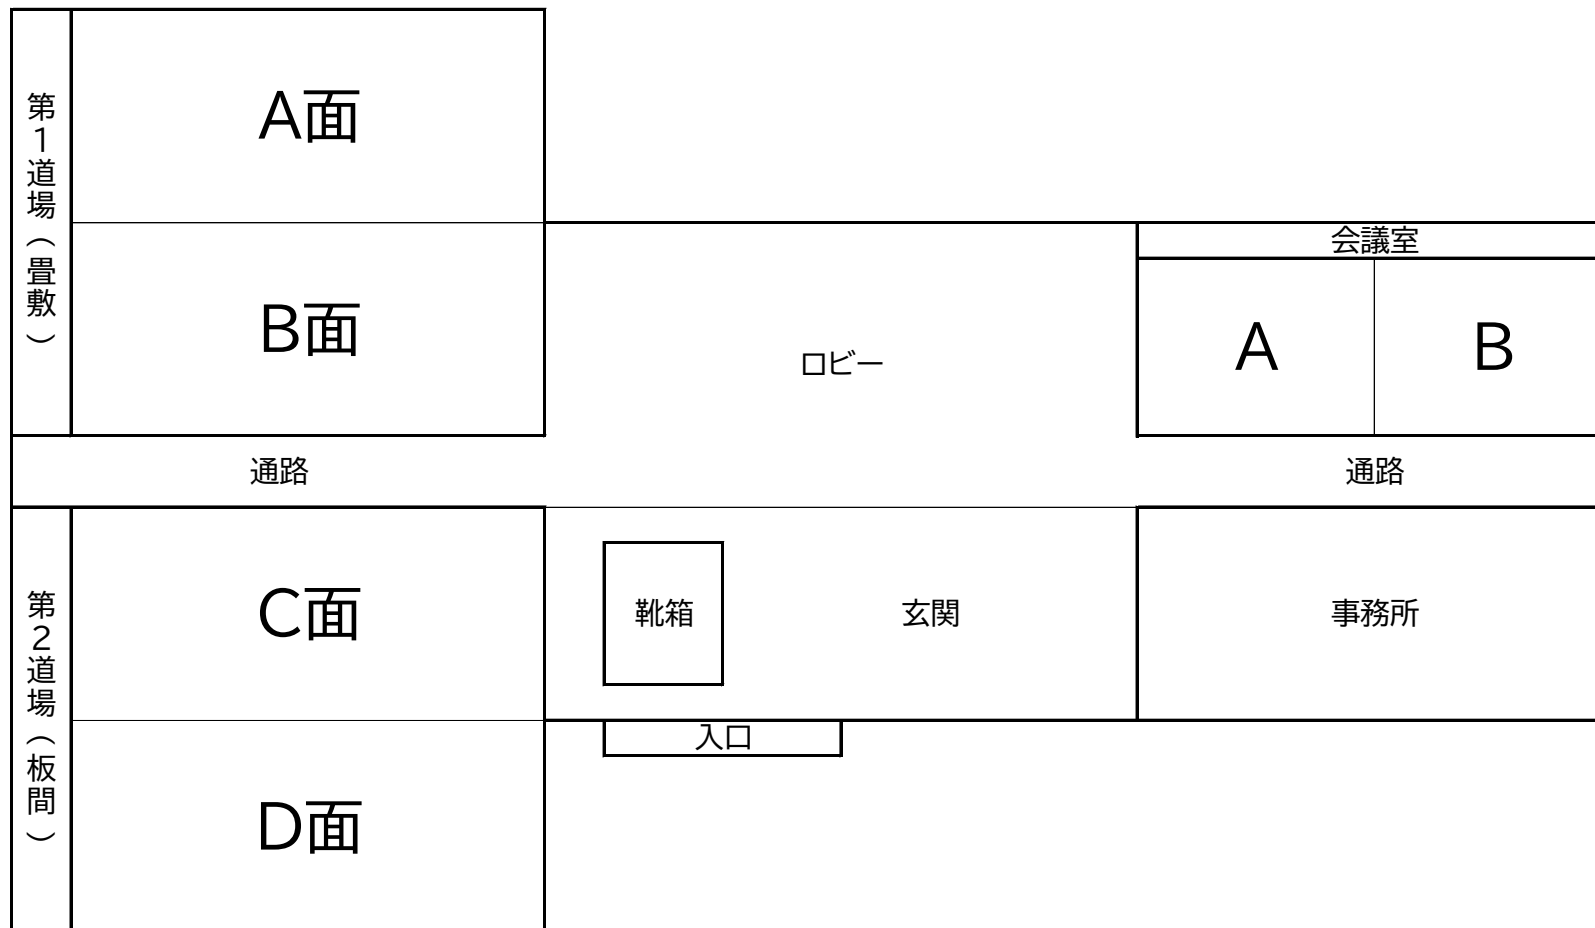 第1道場(畳敷)
A面
B面
会議室
A
B
ロビー
通路
通路
第2道場(板間)
C面
靴箱
玄関
事務所
入口
D面